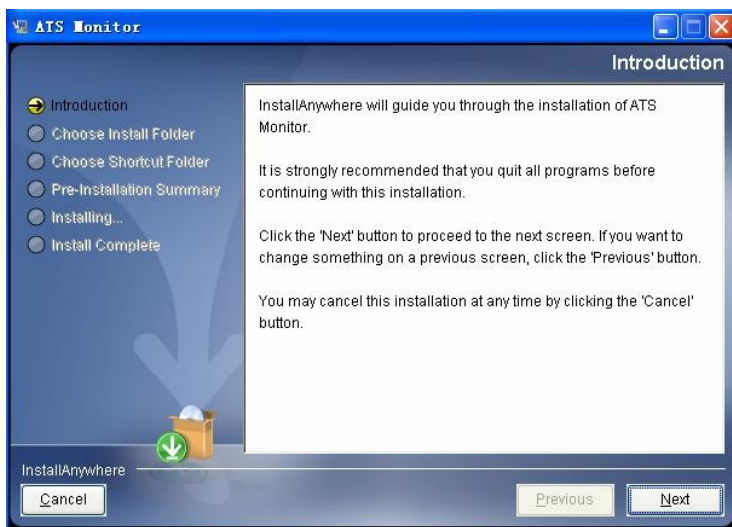 ATS Monitor
Introduction
Introduction
Choose Install Folder
Choose Shortcut Folder
Pre-Installation Summary
Installing...
Install Complete
InstallAnywhere will guide you through the installation of ATS
Monitor.
It is strongly recommended that you quit all programs before
continuing with this installation.
Click the 'Next' button to proceed to the next screen. If you want to
change something on a previous screen, click the 'Previous' button.
You may cancel this installation at any time by clicking the 'Cancel'
button.
InstallAnywhere
Cancel
Previous
Next